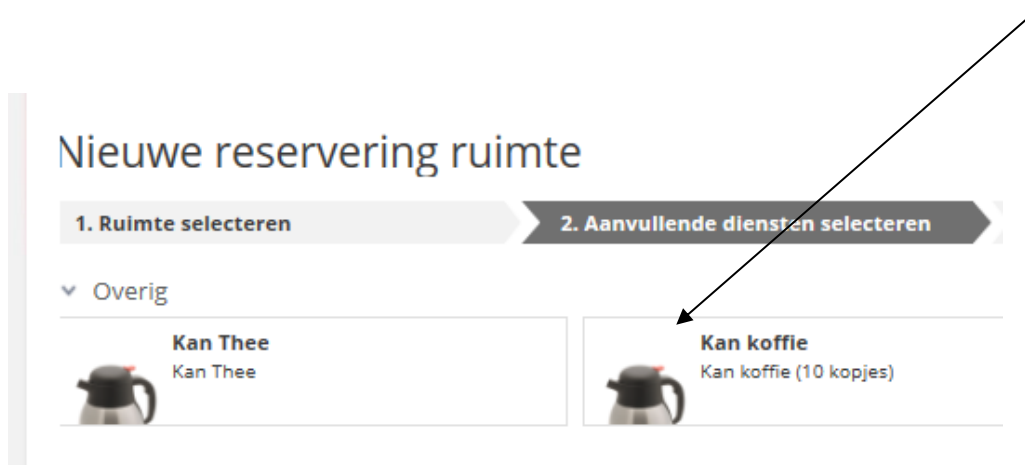 Nieuwe reservering ruimte
1. Ruimte selecteren
2. Aanvullende diensten selecteren
Overig
Kan Thee
Kan Thee
Kan koffie
Kan koffie (10 kopjes)